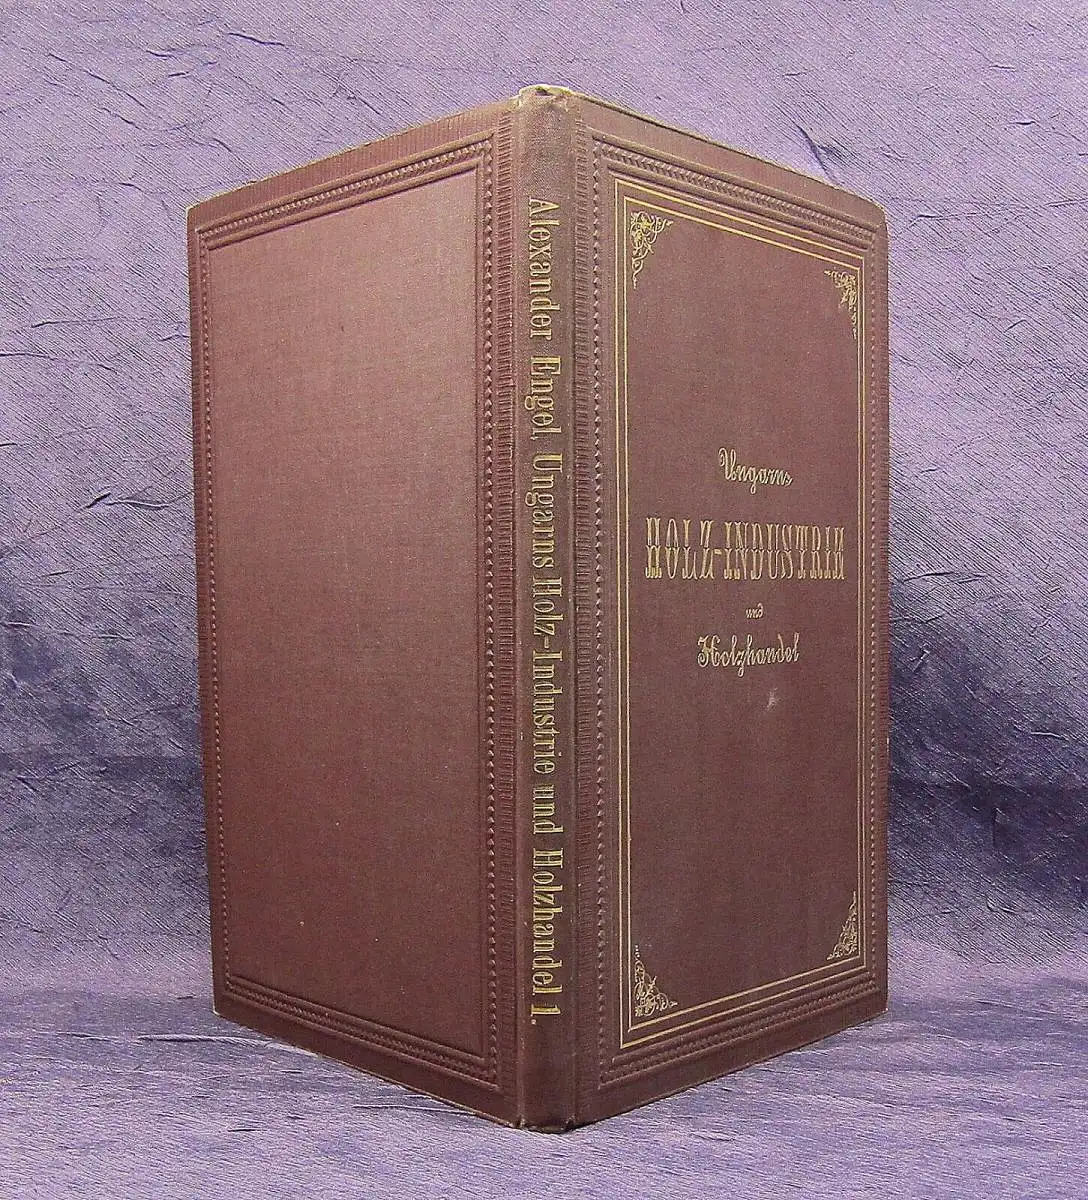 Alexander Engel, Ungarns Holz-Industrie und Holzhandel 1.
Ungarns
HOLZ-INDUSTRIE
und
Holzhandel